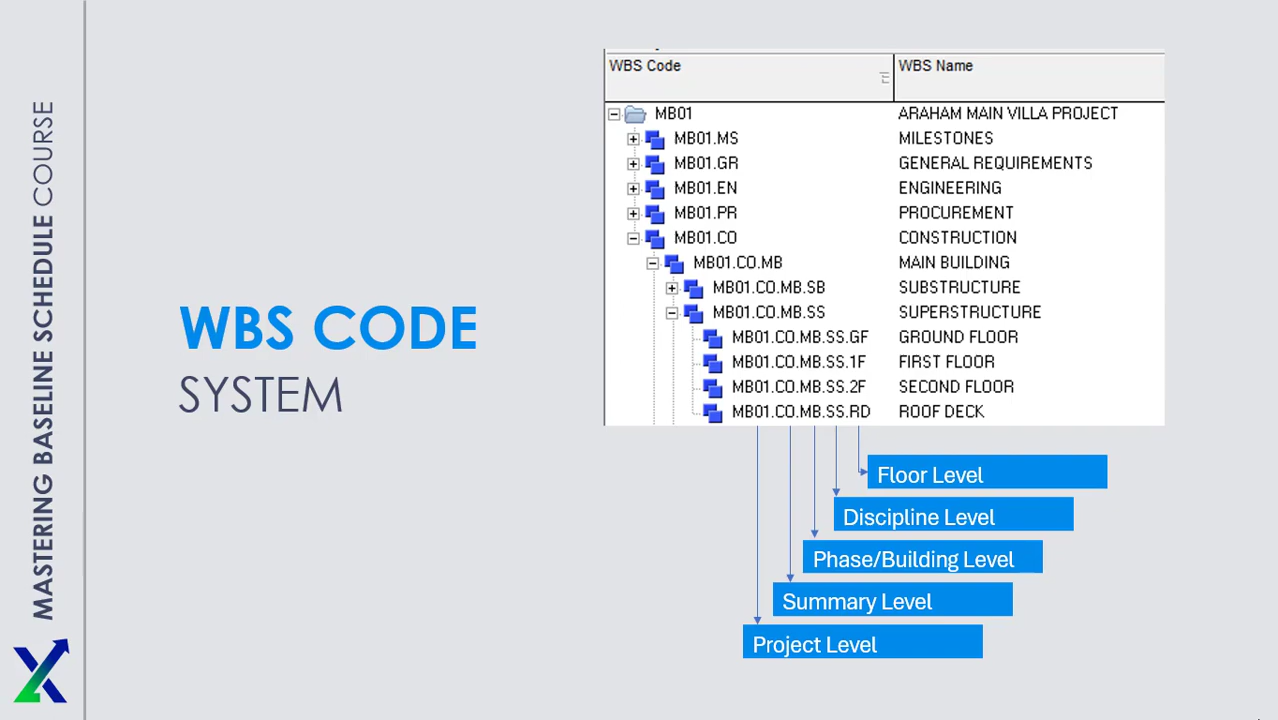 MASTERING BASELINE SCHEDULE COURSE
WBS CODE
SYSTEM
WBS Code WBS Name
MB01 ARAHAM MAIN VILLA PROJECT
MB01.MS MILESTONES
MB01.GR GENERAL REQUIREMENTS
MB01.EN ENGINEERING
MB01.PR PROCUREMENT
MB01.CO CONSTRUCTION
MB01.CO.MB MAIN BUILDING
MB01.CO.MB.SB SUBSTRUCTURE
MB01.CO.MB.SS SUPERSTRUCTURE
MB01.CO.MB.SS.GF GROUND FLOOR
MB01.CO.MB.SS.1F FIRST FLOOR
MB01.CO.MB.SS.2F SECOND FLOOR
MB01.CO.MB.SS.RD ROOF DECK
Floor Level
Discipline Level
Phase/Building Level
Summary Level
Project Level